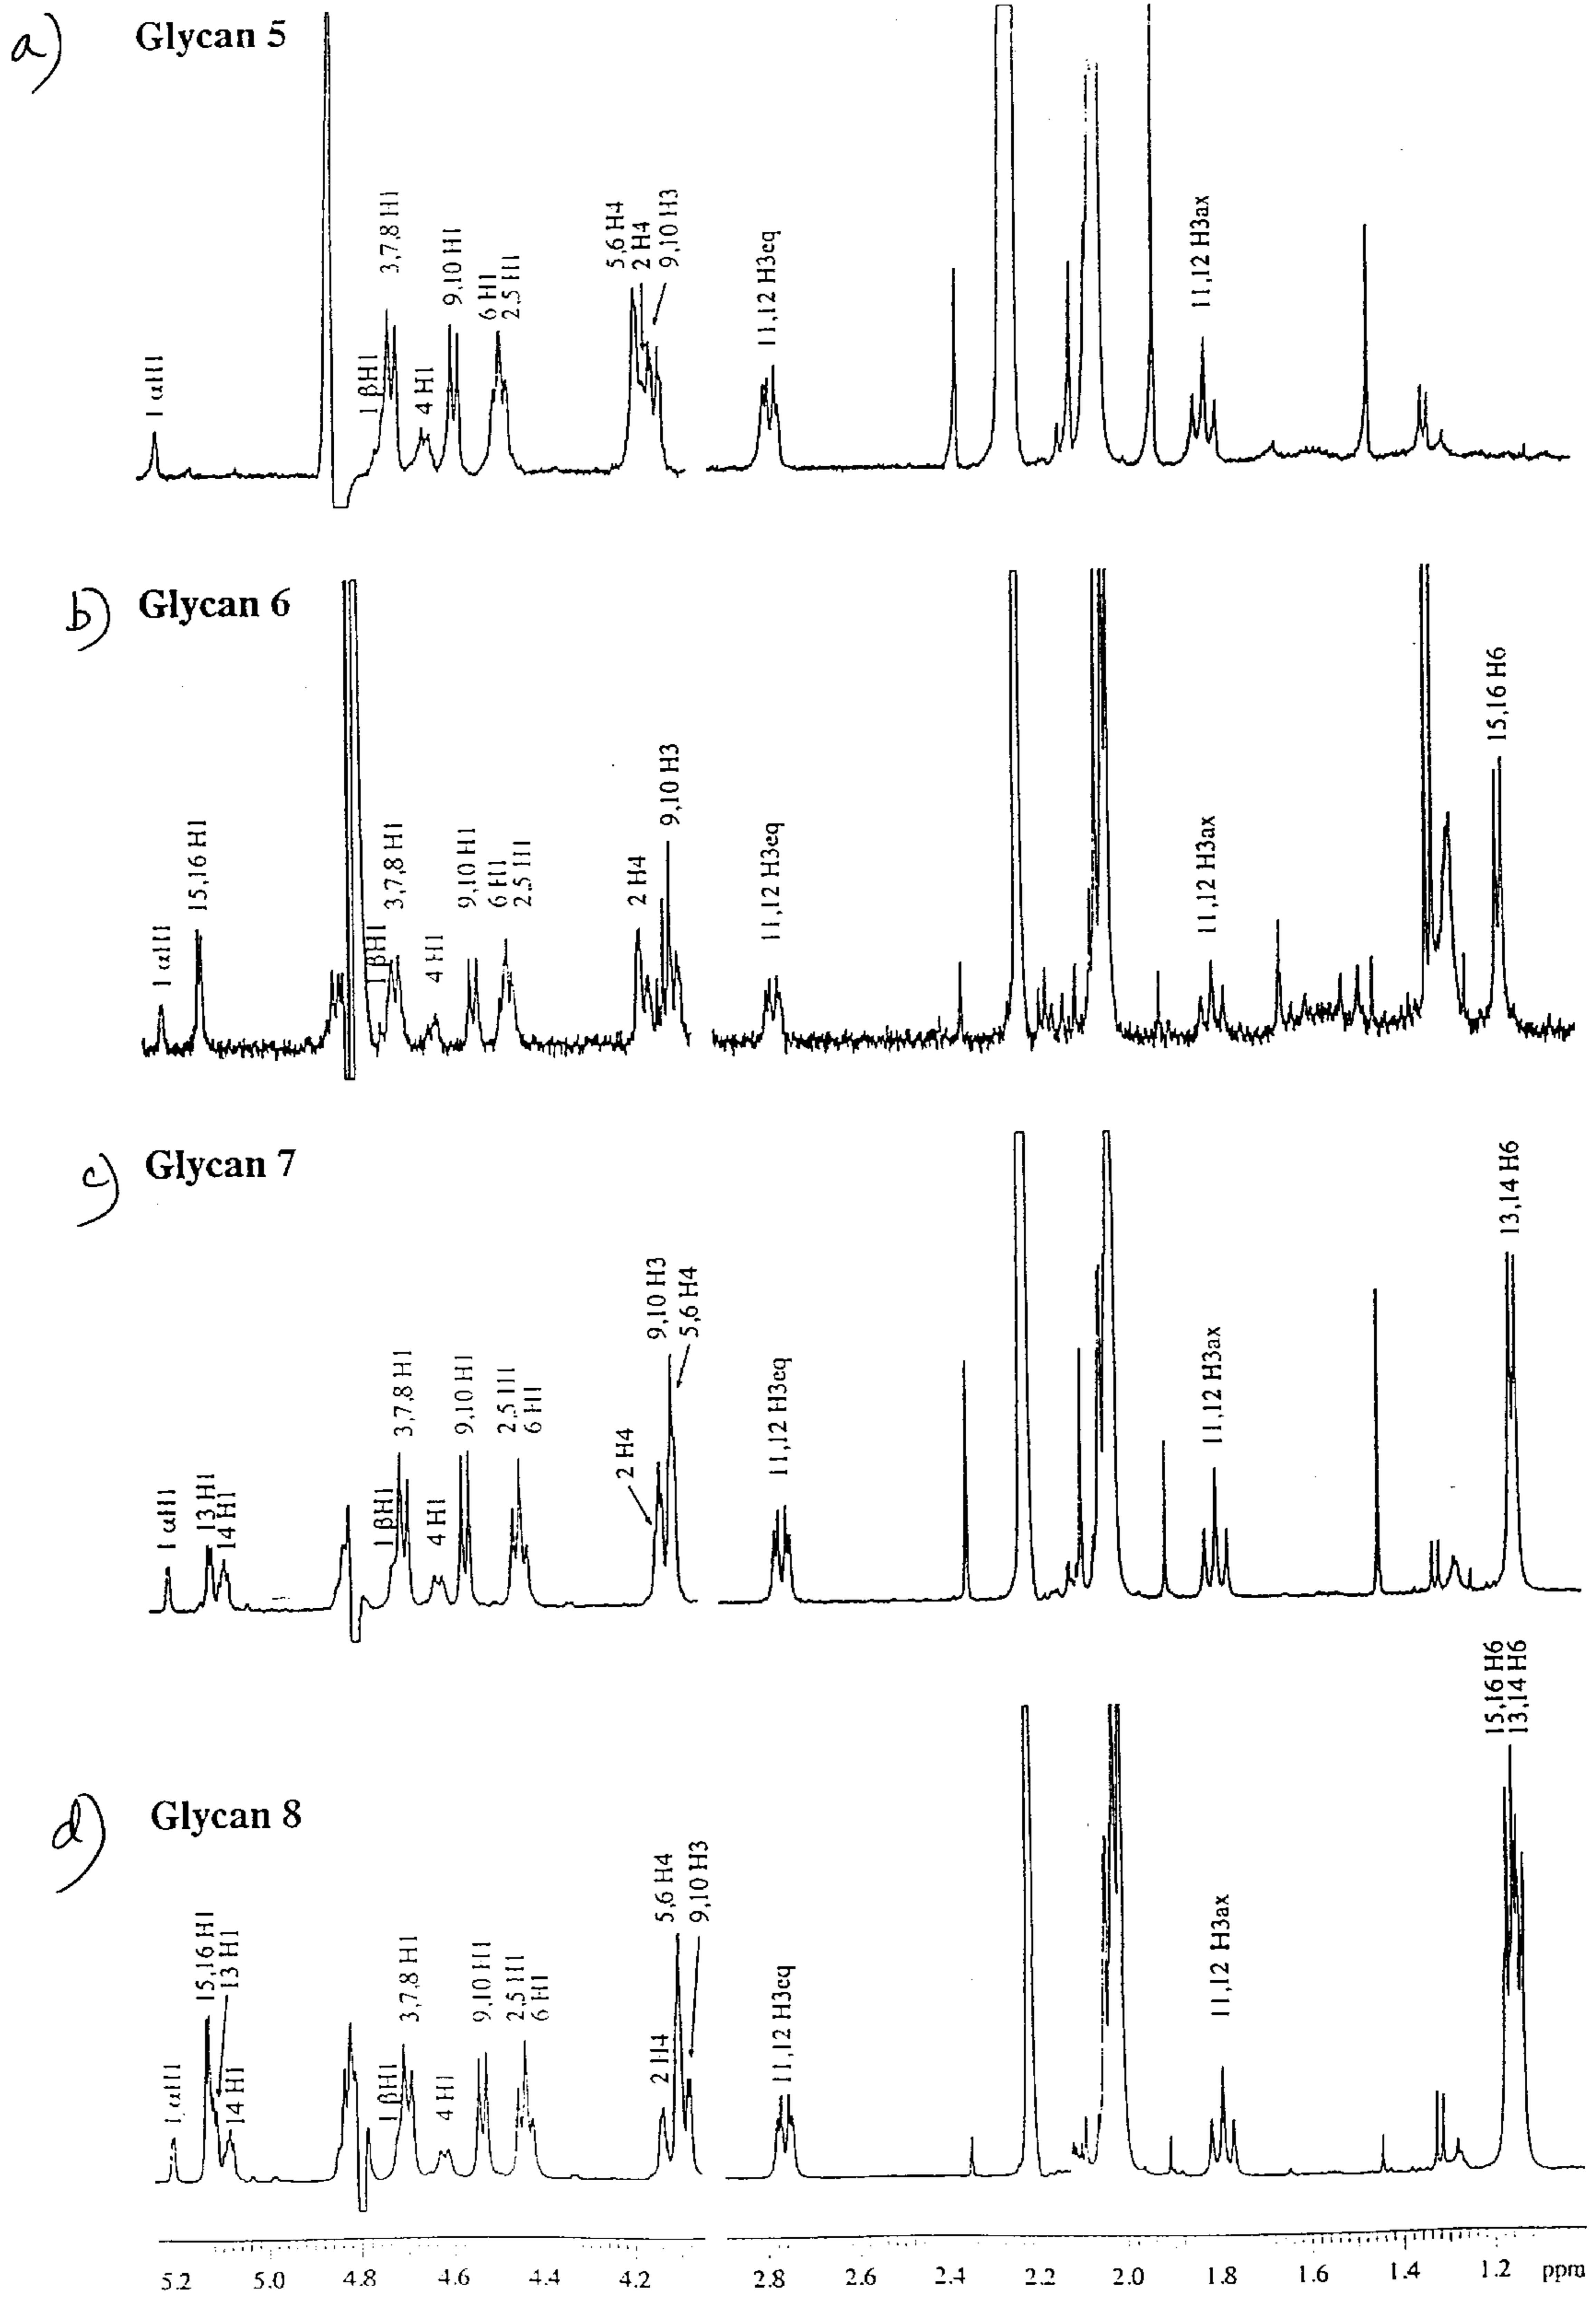 a) Glycan 5
1 αH1
1 βH1
3,7,8 H1
4 H1
9,10 H1
6 H1
2,5 H1
5,6 H4
2 H4
9,10 H3
11,12 H3eq
11,12 H3ax
b) Glycan 6
1 αH1
15,16 H1
1 βH1
3,7,8 H1
4 H1
9,10 H1
6 H1
2,5 H1
2 H4
9,10 H3
11,12 H3eq
11,12 H3ax
15,16 H6
c) Glycan 7
1 αH1
13 H1
14 H1
1 βH1
3,7,8 H1
4 H1
9,10 H1
2,5 H1
6 H1
2 H4
9,10 H3
5,6 H4
11,12 H3eq
11,12 H3ax
13,14 H6
d) Glycan 8
1 αH1
15,16 H1
13 H1
14 H1
1 βH1
3,7,8 H1
4 H1
9,10 H1
2,5 H1
6 H1
2 H4
5,6 H4
9,10 H3
11,12 H3eq
11,12 H3ax
15,16 H6
13,14 H6
5.2 5.0 4.8 4.6 4.4 4.2 2.8 2.6 2.4 2.2 2.0 1.8 1.6 1.4 1.2 ppm